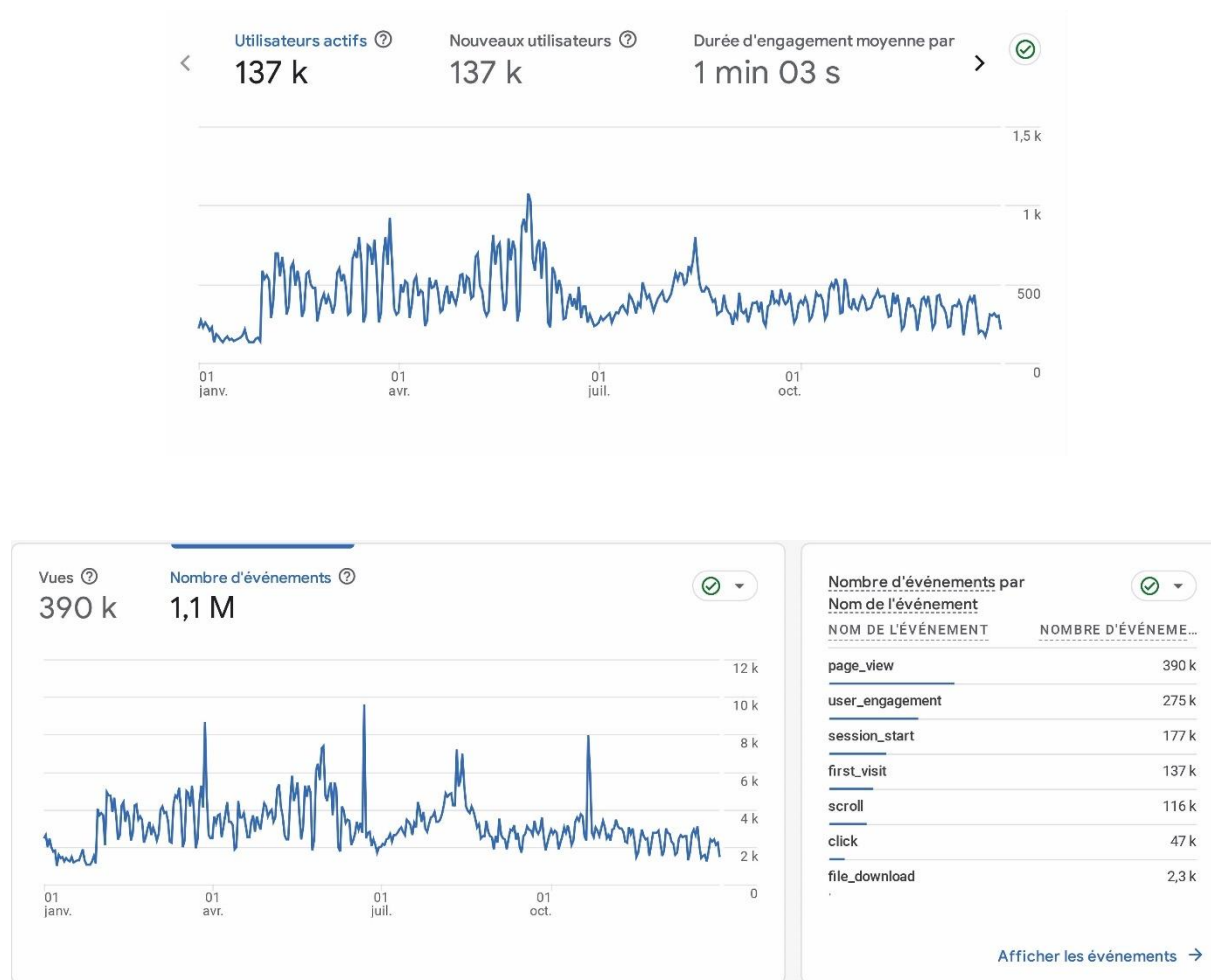 Utilisateurs actifs
137 k
Nouveaux utilisateurs
137 k
Durée d'engagement moyenne par
1 min 03 s
1,5 k
1 k
500
0
01
janv.
01
avr.
01
juil.
01
oct.
Vues
390 k
Nombre d'événements
1,1 M
12 k
10 k
8 k
6 k
4 k
2 k
0
01
janv.
01
avr.
01
juil.
01
oct.
Nombre d'événements par
Nom de l'événement
NOM DE L'ÉVÉNEMENT NOMBRE D'ÉVÉNEME...
page_view 390 k
user_engagement 275 k
session_start 177 k
first_visit 137 k
scroll 116 k
click 47 k
file_download 2,3 k
Afficher les événements